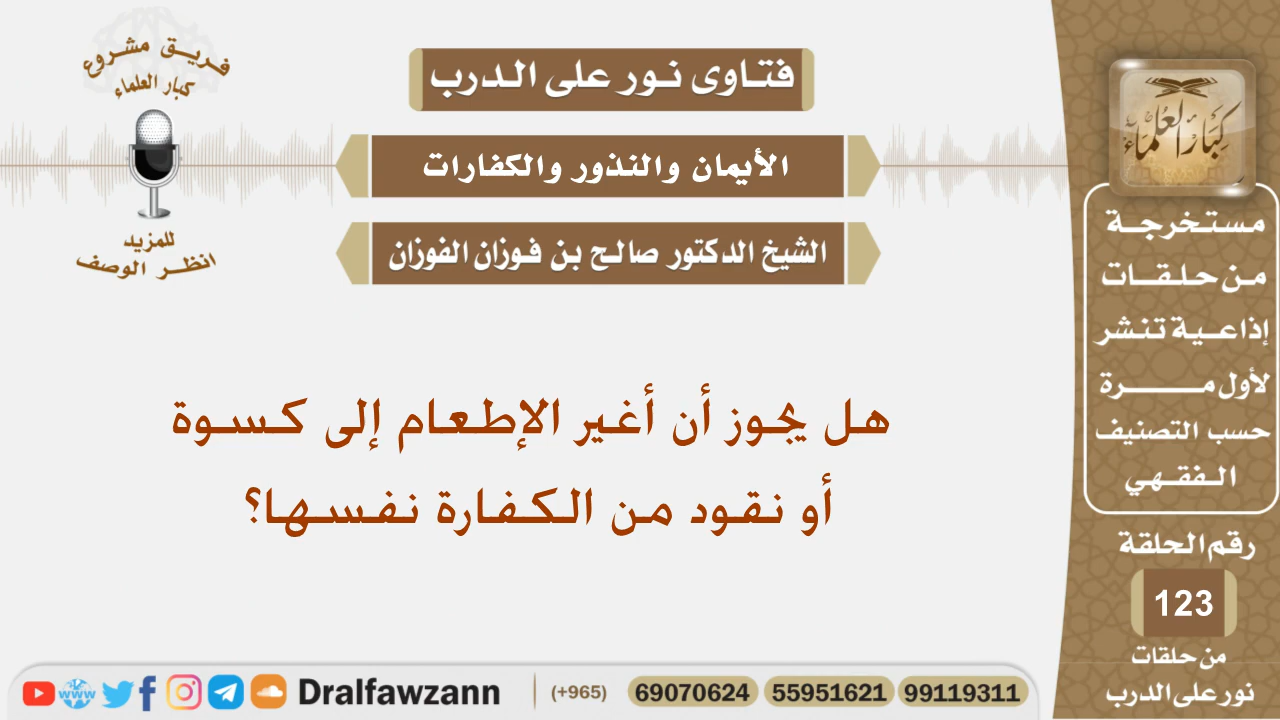 فريق مشروع
كبار العلماء
للمزيد
انظر الوصف
فتاوى نور على الدرب
الأيمان والنذور والكفارات
الشيخ الدكتور صالح بن فوزان الفوزان
هل يجوز أن أغير الإطعام إلى كسوة
أو نقود من الكفارة نفسها؟
كبار العلماء
مستخرجة
من حلقات
إذاعية تنشر
لأول مرة
حسب التصنيف
الفقهي
رقم الحلقة
123
من حلقات
نور على الدرب
www
Dralfawzann
(+965)
69070624
55951621
99119311